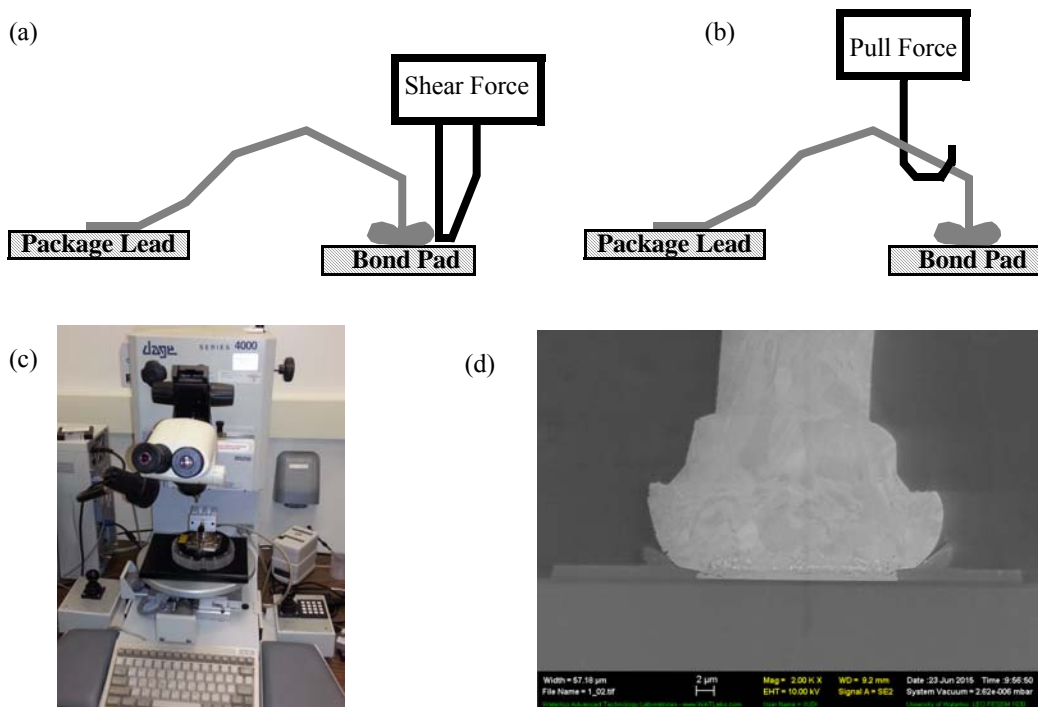 (a)
Shear Force
Package Lead
Bond Pad
(b)
Pull Force
Package Lead
Bond Pad
(c)
dage SERIES 4000
(d)
Width = 57.18 µm
File Name = 1_02.tif
2 µm
Mag = 2.00 K X
EHT = 10.00 kV
WD = 9.2 mm
Signal A = SE2
Date :23 Jun 2015 Time :9:56:50
System Vacuum = 2.62e-006 mbar